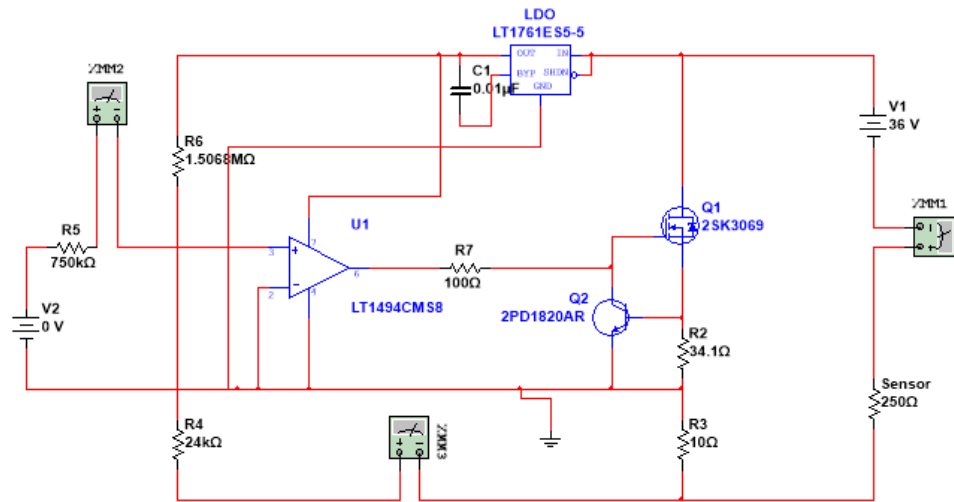 LDO
LT1761ES5-5
OUT IN
BYP SHDN
GND
C1
0.01µF
XMM2
+ -
R6
1.5068MΩ
V1
36 V
XMM1
-
+
Q1
2SK3069
U1
R5
750kΩ
3
+
7
6
2
-
4
LT1494CMS8
R7
100Ω
Q2
2PD1820AR
V2
0 V
R2
34.1Ω
Sensor
250Ω
R4
24kΩ
- +
XMM3
R3
10Ω